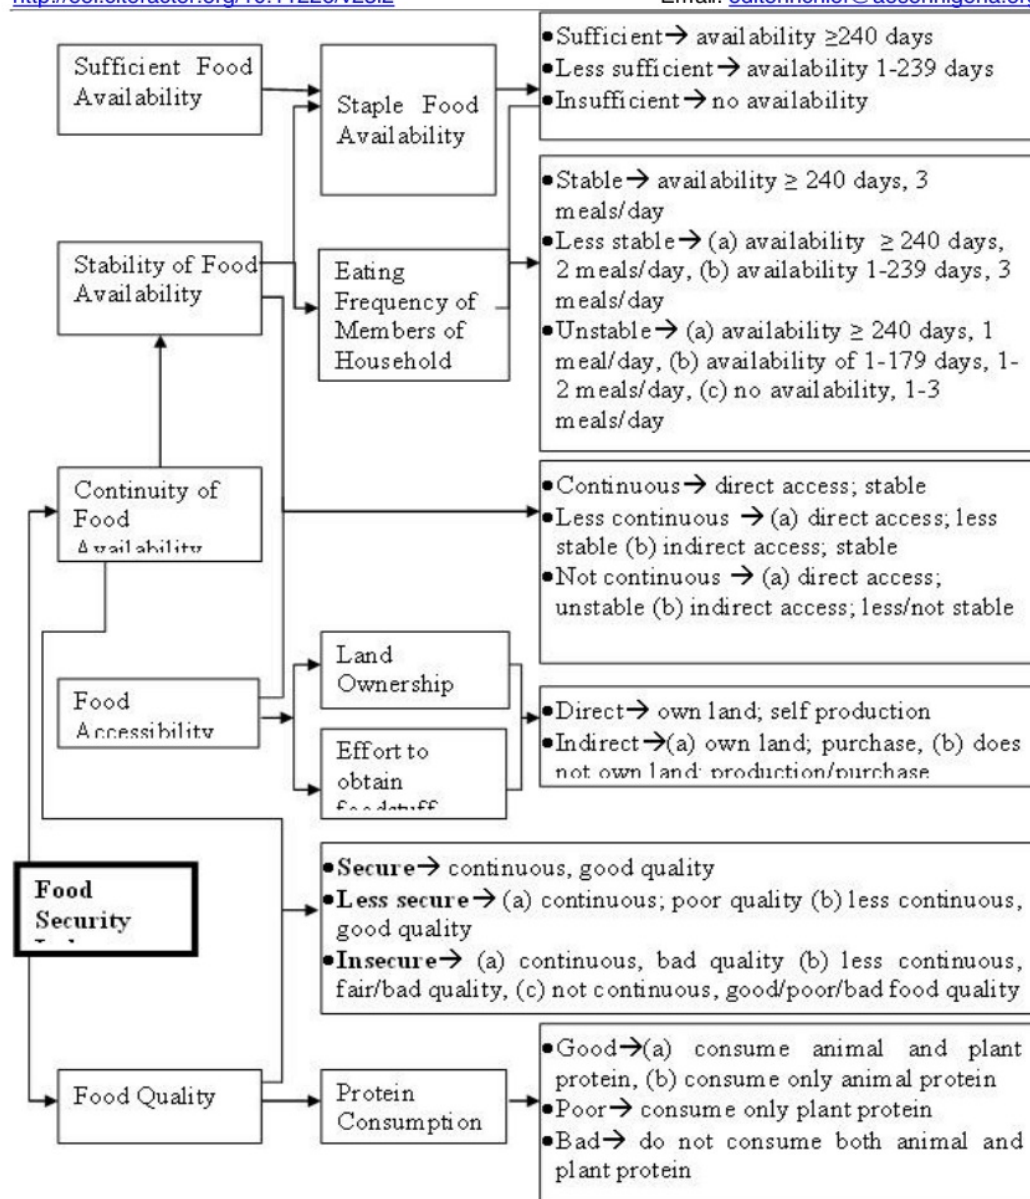 Sufficient Food
Availability
Staple Food
Availability
●Sufficient→ availability ≥240 days
●Less sufficient→ availability 1-239 days
●Insufficient→ no availability
Stability of Food
Availability
Eating
Frequency of
Members of
Household
●Stable→ availability ≥ 240 days, 3
meals/day
●Less stable→ (a) availability ≥ 240 days,
2 meals/day, (b) availability 1-239 days, 3
meals/day
●Unstable→ (a) availability ≥ 240 days, 1
meal/day, (b) availability of 1-179 days, 1-
2 meals/day, (c) no availability, 1-3
meals/day
Continuity of
Food
Availability
●Continuous→ direct access; stable
●Less continuous → (a) direct access; less
stable (b) indirect access; stable
●Not continuous → (a) direct access;
unstable (b) indirect access; less/not stable
Food
Accessibility
Land
Ownership
Effort to
obtain
foodstuff
●Direct→ own land; self production
●Indirect→(a) own land; purchase, (b) does
not own land; production/purchase
Food
Security
●Secure→ continuous, good quality
●Less secure→ (a) continuous; poor quality (b) less continuous,
good quality
●Insecure→ (a) continuous, bad quality (b) less continuous,
fair/bad quality, (c) not continuous, good/poor/bad food quality
Food Quality
Protein
Consumption
●Good→(a) consume animal and plant
protein, (b) consume only animal protein
●Poor→ consume only plant protein
●Bad→ do not consume both animal and
plant protein